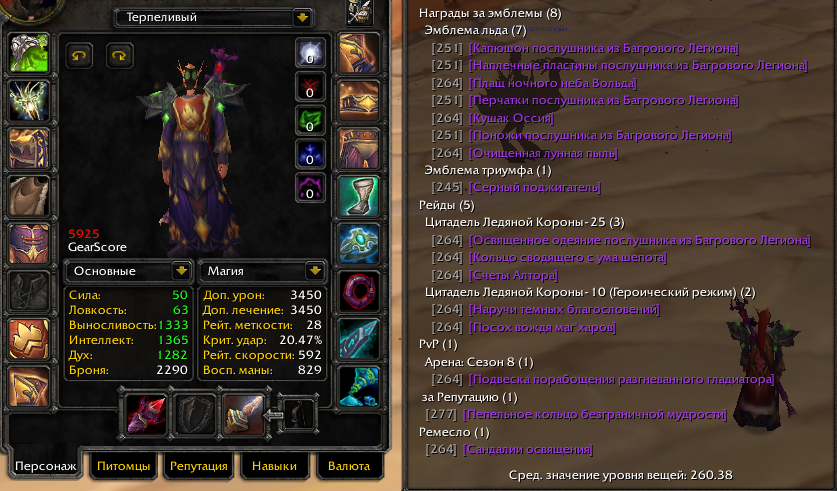 Терпеливый
0
0
0
0
0
5925
GearScore
Основные
Магия
Сила: 50
Ловкость: 63
Выносливость: 1333
Интеллект: 1365
Дух: 1282
Броня: 2290
Доп. урон: 3450
Доп. лечение: 3450
Рейт. меткости: 28
Крит. удар: 20.47%
Рейт. скорости: 592
Восп. маны: 829
Персонаж
Питомцы
Репутация
Навыки
Валюта
Награды за эмблемы (8)
Эмблема льда (7)
[251] [Капюшон послушника из Багрового Легиона]
[251] [Наплечные пластины послушника из Багрового Легиона]
[264] [Плащ ночного неба Вольда]
[251] [Перчатки послушника из Багрового Легиона]
[264] [Кушак Оссия]
[251] [Поножи послушника из Багрового Легиона]
[264] [Очищенная лунная пыль]
Эмблема триумфа (1)
[245] [Серный поджигатель]
Рейды (5)
Цитадель Ледяной Короны-25 (3)
[264] [Освященное одеяние послушника из Багрового Легиона]
[264] [Кольцо сводящего с ума шепота]
[264] [Счеты Алтора]
Цитадель Ледяной Короны-10 (Героический режим) (2)
[264] [Наручи темных благословений]
[264] [Посох вождя маг'харов]
PvP (1)
Арена: Сезон 8 (1)
[264] [Подвеска порабощения разгневанного гладиатора]
за Репутацию (1)
[277] [Пепельное кольцо безграничной мудрости]
Ремесло (1)
[264] [Сандалии освящения]
Сред. значение уровня вещей: 260.38